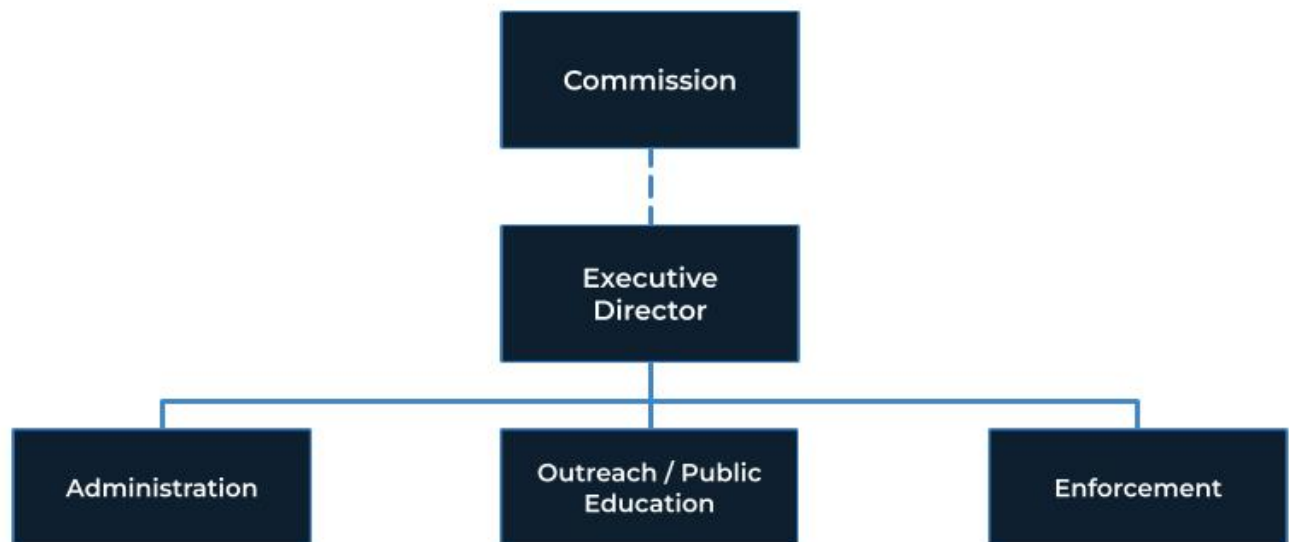 Commission
Executive
Director
Administration
Outreach / Public
Education
Enforcement